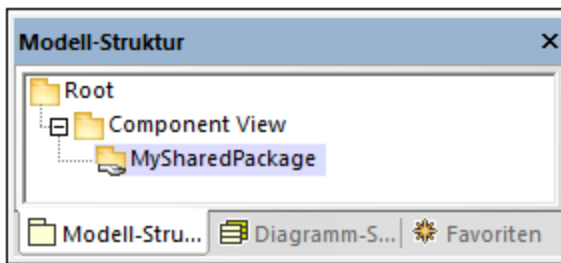 Modell-Struktur
Root
Component View
MySharedPackage
Modell-Stru... Diagramm-S... Favoriten